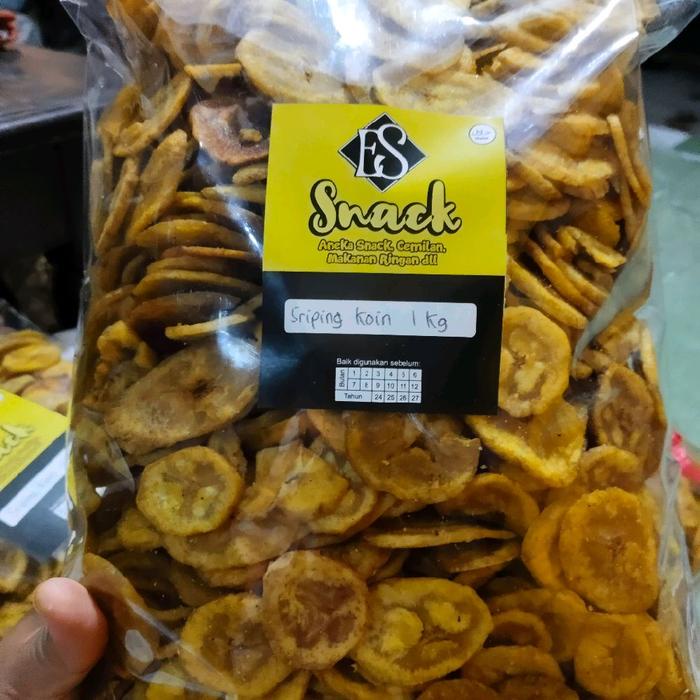 ES
Snack
Aneka Snack, Cemilan,
Makanan Ringan dll
Sriping Koin 1 Kg
Baik digunakan sebelum:
Bulan 1 2 3 4 5 6
7 8 9 10 11 12
Tahun 24 25 26 27
Snack